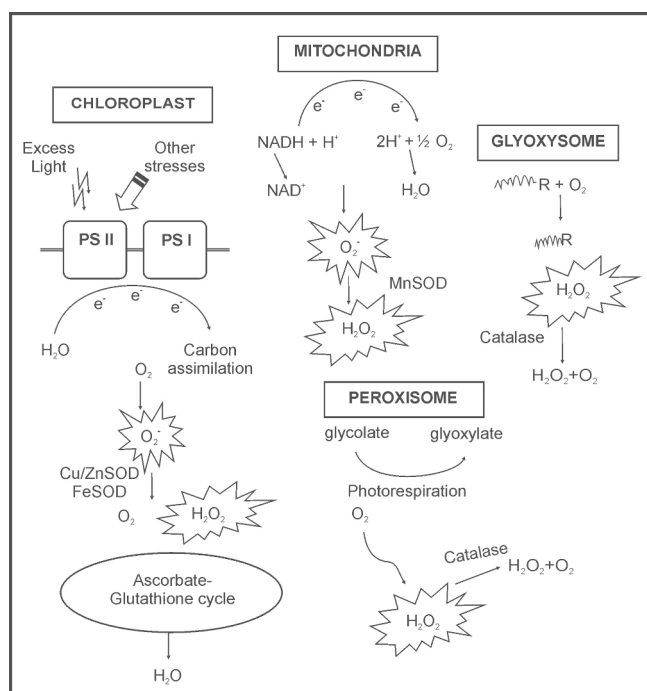 CHLOROPLAST
Excess
Light
Other
stresses
PS II
PS I
e⁻
e⁻
e⁻
H₂O
Carbon
assimilation
O₂
O₂⁻
Cu/ZnSOD
FeSOD
O₂
H₂O₂
Ascorbate-
Glutathione cycle
H₂O
MITOCHONDRIA
e⁻
e⁻
e⁻
NADH + H⁺
2H⁺ + ½ O₂
NAD⁺
H₂O
O₂⁻
MnSOD
H₂O₂
GLYOXYSOME
R + O₂
R
H₂O₂
Catalase
H₂O₂+O₂
PEROXISOME
glycolate
glyoxylate
Photorespiration
O₂
Catalase
H₂O₂+O₂
H₂O₂